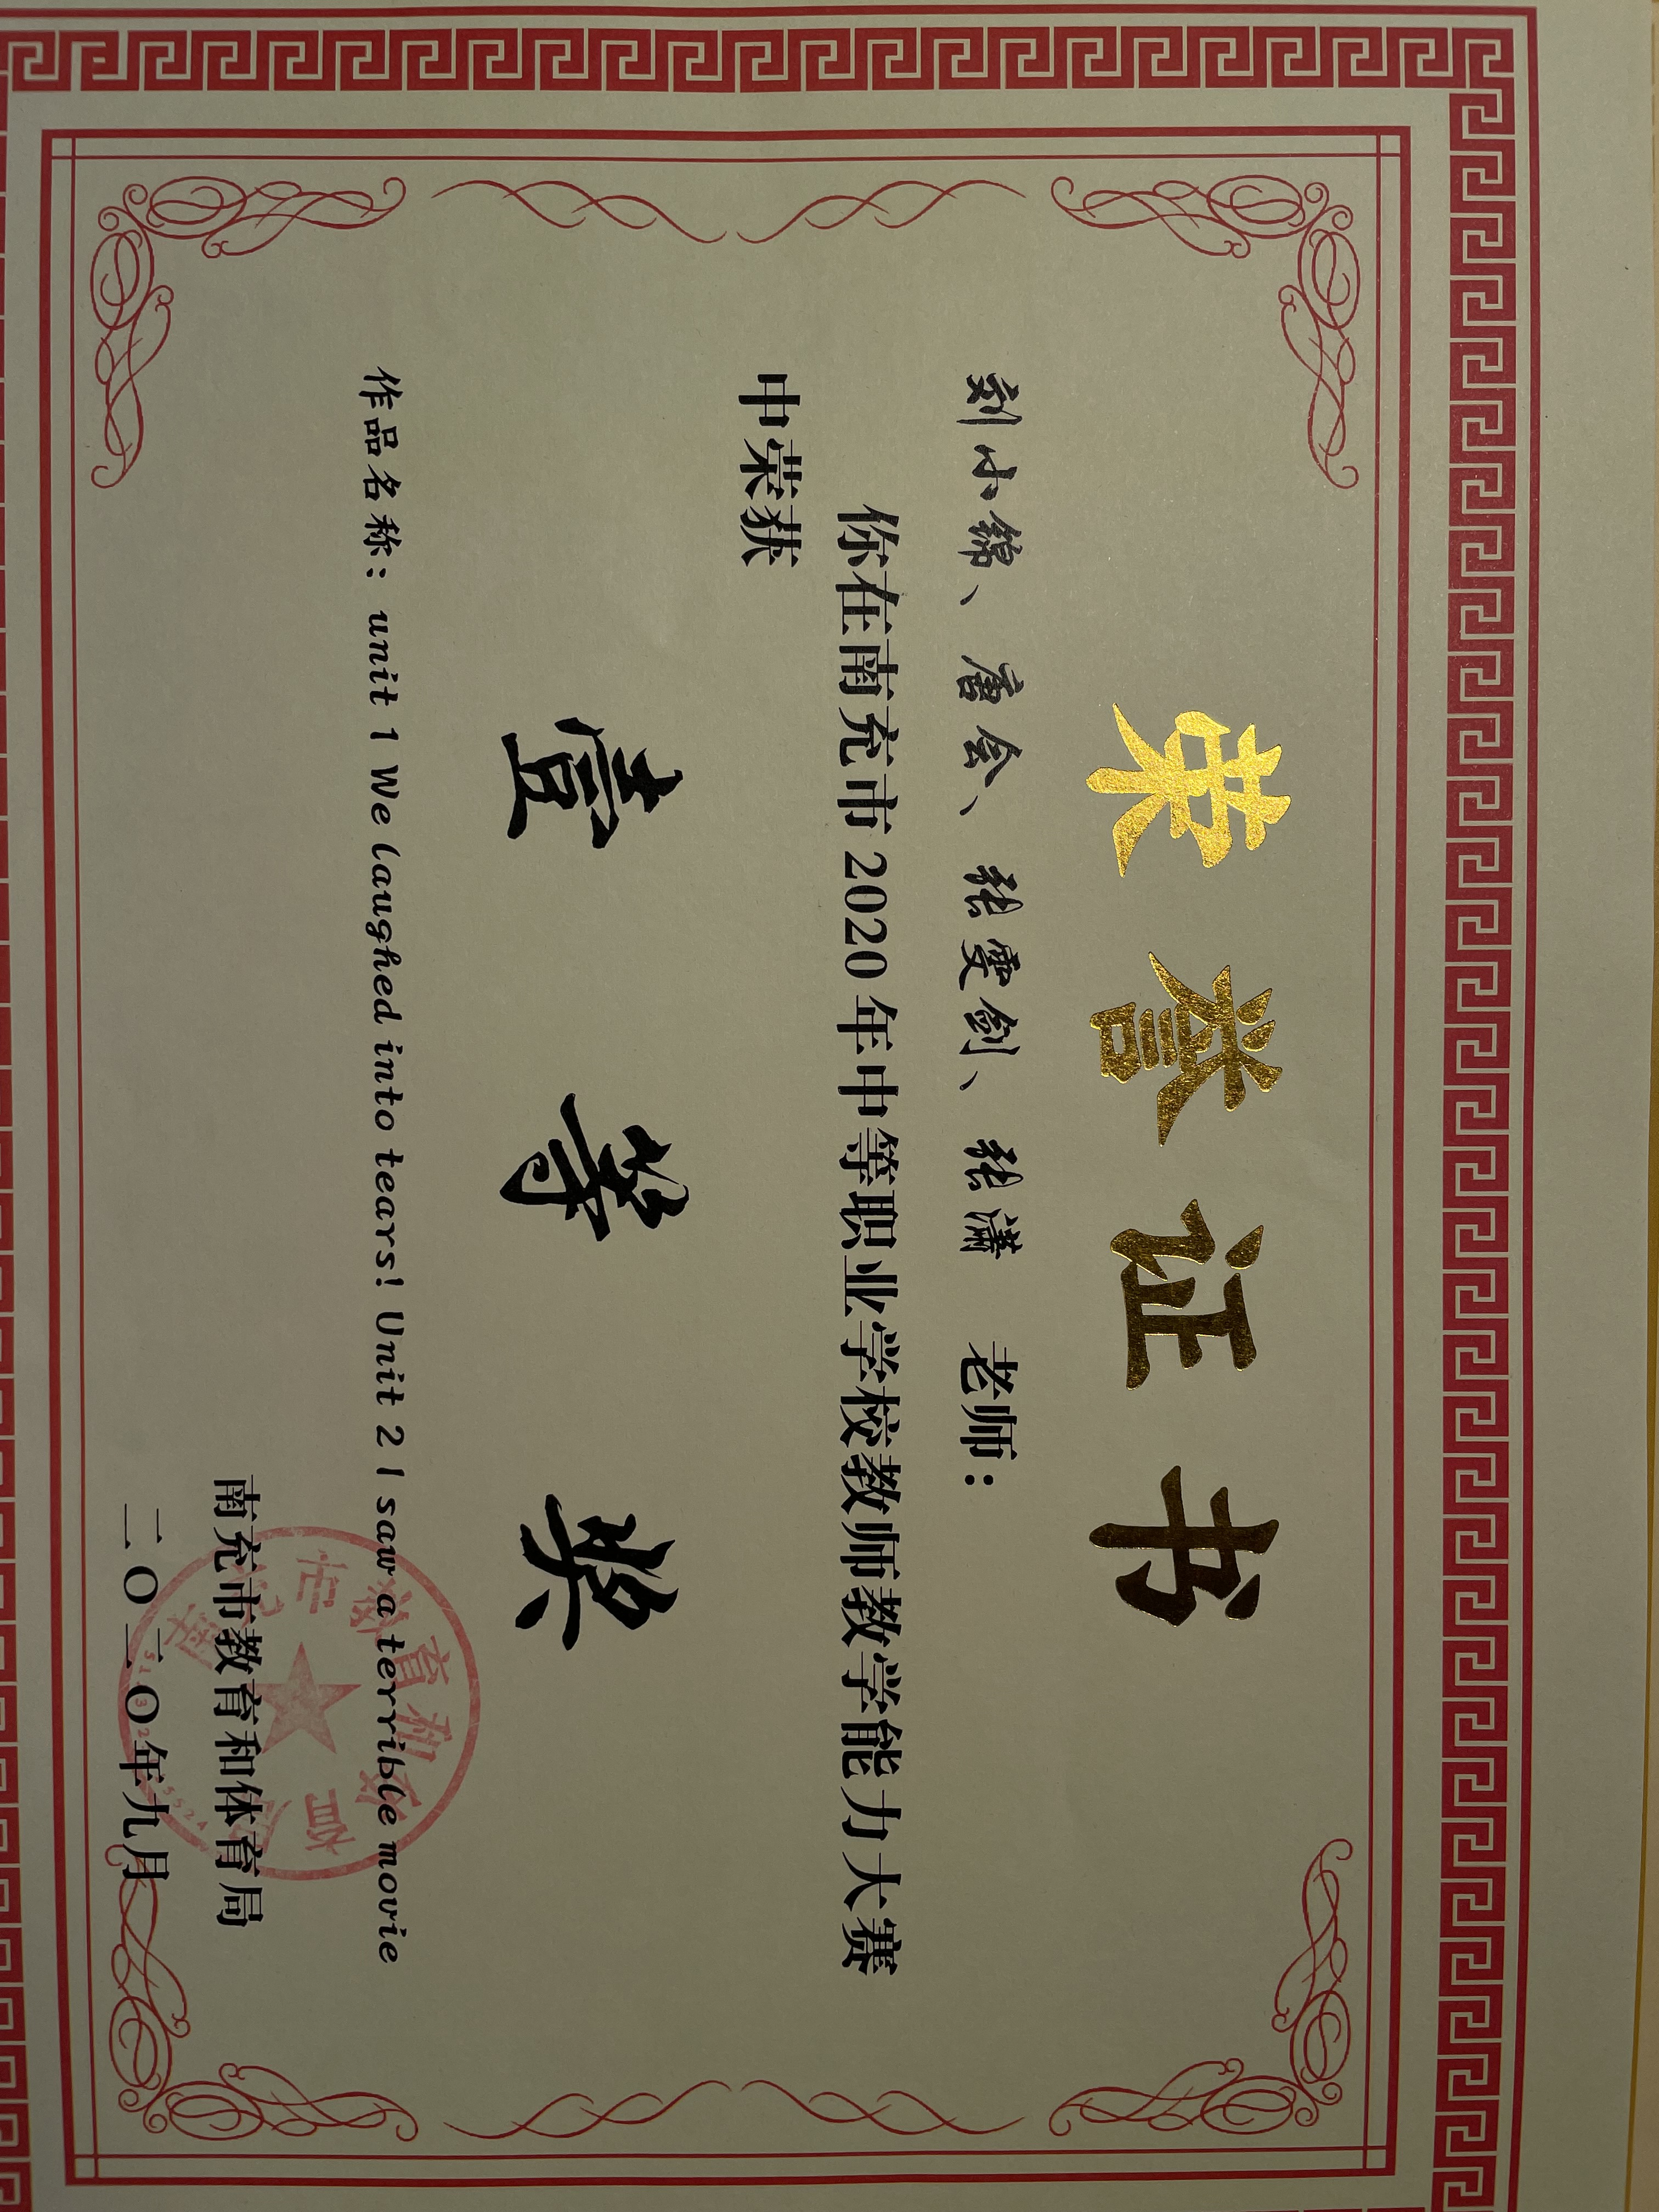 荣誉证书
刘小锦、唐会、张雯剑、张潇 老师：
你在南充市2020年中等职业学校教师教学能力大赛
中荣获
壹等奖
作品名称：unit 1 We laughed into tears! Unit 2 I saw a terrible movie
南充市教育和体育局
二〇二〇年九月